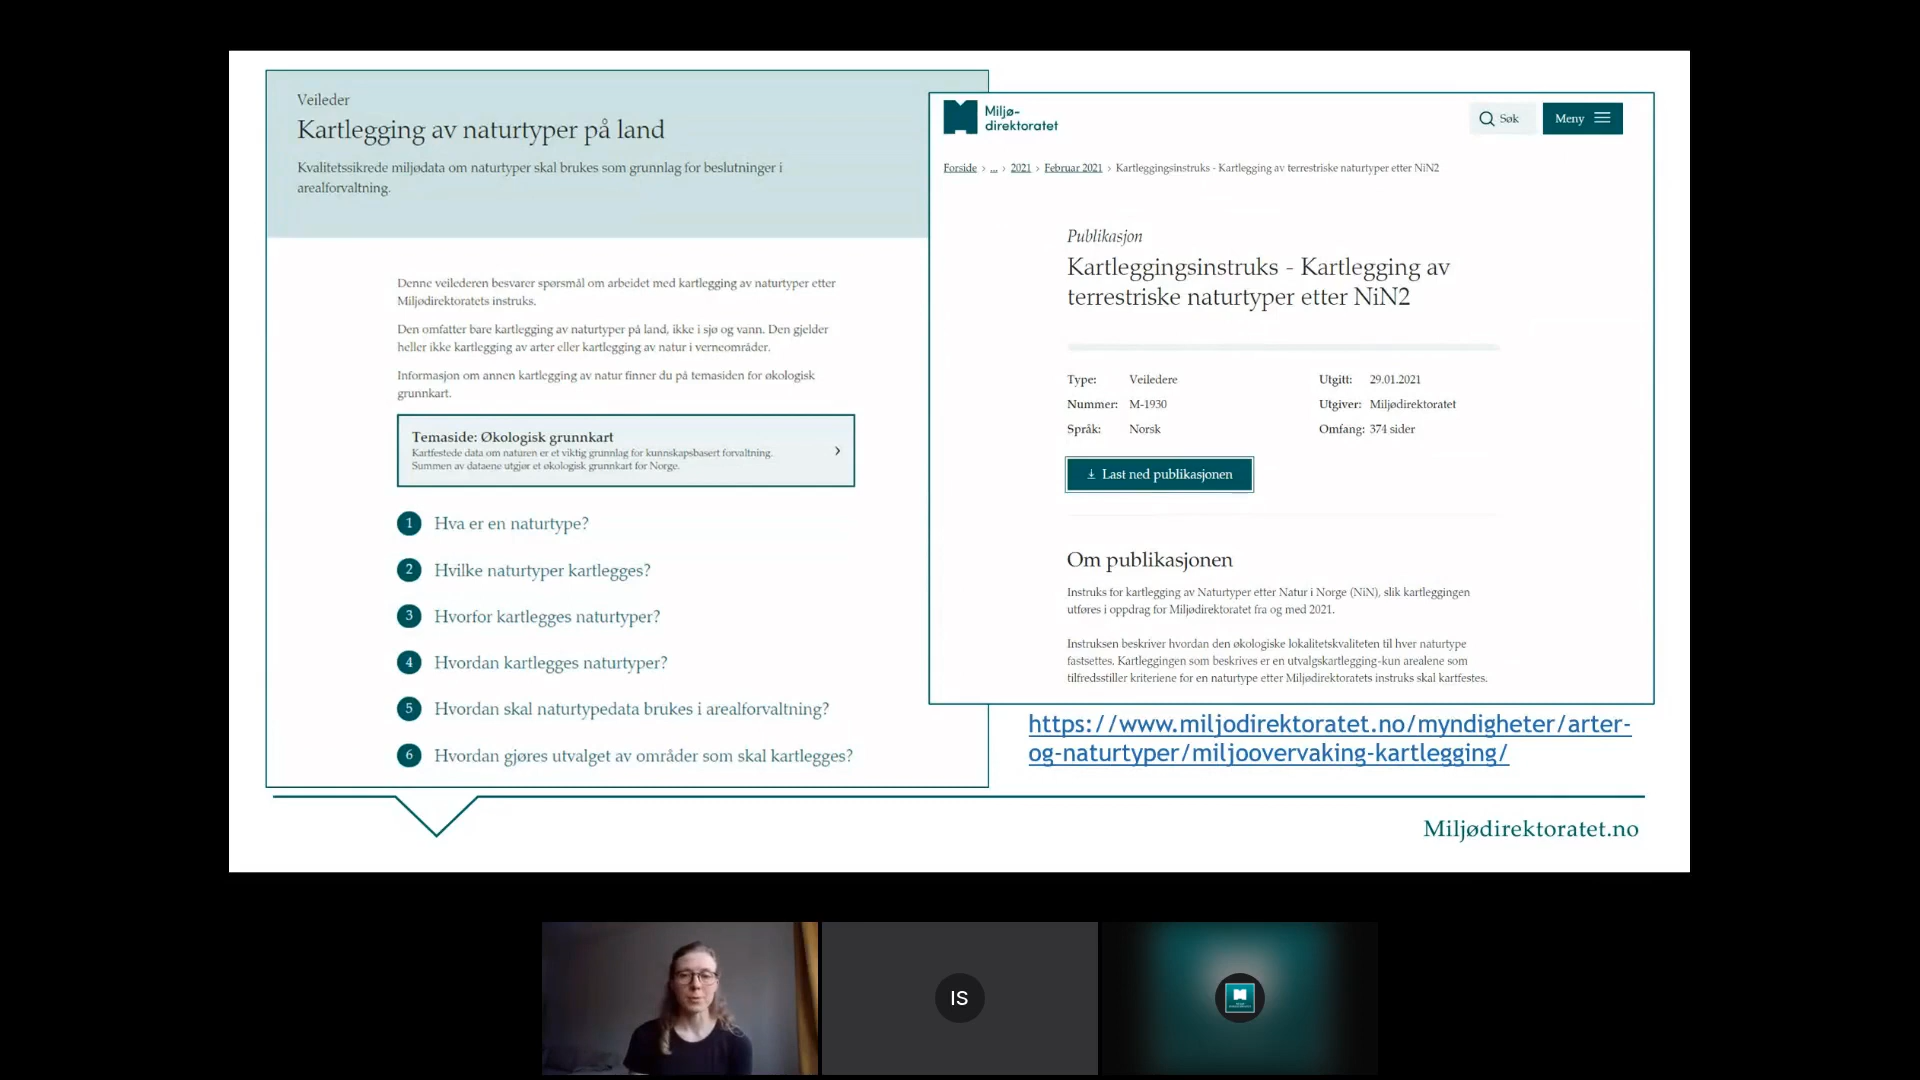 Veileder
Kartlegging av naturtyper på land
Kvalitetssikrede miljødata om naturtyper skal brukes som grunnlag for beslutninger i
arealforvaltning.
Denne veilederen besvarer spørsmål om arbeidet med kartlegging av naturtyper etter
Miljødirektoratets instruks.
Den omfatter bare kartlegging av naturtyper på land, ikke i sjø og vann. Den gjelder
heller ikke kartlegging av arter eller kartlegging av natur i verneområder.
Informasjon om annen kartlegging av natur finner du på temasiden for økologisk
grunnkart.
Temaside: Økologisk grunnkart
Kartfestede data om naturen er et viktig grunnlag for kunnskapsbasert forvaltning.
Summen av dataene utgjør et økologisk grunnkart for Norge.
1 Hva er en naturtype?
2 Hvilke naturtyper kartlegges?
3 Hvorfor kartlegges naturtyper?
4 Hvordan kartlegges naturtyper?
5 Hvordan skal naturtypedata brukes i arealforvaltning?
6 Hvordan gjøres utvalget av områder som skal kartlegges?
Miljø-
direktoratet
Søk
Meny
Forside › ... › 2021 › Februar 2021 › Kartleggingsinstruks - Kartlegging av terrestriske naturtyper etter NiN2
Publikasjon
Kartleggingsinstruks - Kartlegging av
terrestriske naturtyper etter NiN2
Type: Veiledere Utgitt: 29.01.2021
Nummer: M-1930 Utgiver: Miljødirektoratet
Språk: Norsk Omfang: 374 sider
Last ned publikasjonen
Om publikasjonen
Instruks for kartlegging av Naturtyper etter Natur i Norge (NiN), slik kartleggingen
utføres i oppdrag for Miljødirektoratet fra og med 2021.
Instruksen beskriver hvordan den økologiske lokalitetskvaliteten til hver naturtype
fastsettes. Kartleggingen som beskrives er en utvalgskartlegging-kun arealene som
tilfredsstiller kriteriene for en naturtype etter Miljødirektoratets instruks skal kartfestes.
https://www.miljodirektoratet.no/myndigheter/arter-
og-naturtyper/miljoovervaking-kartlegging/
Miljødirektoratet.no
IS